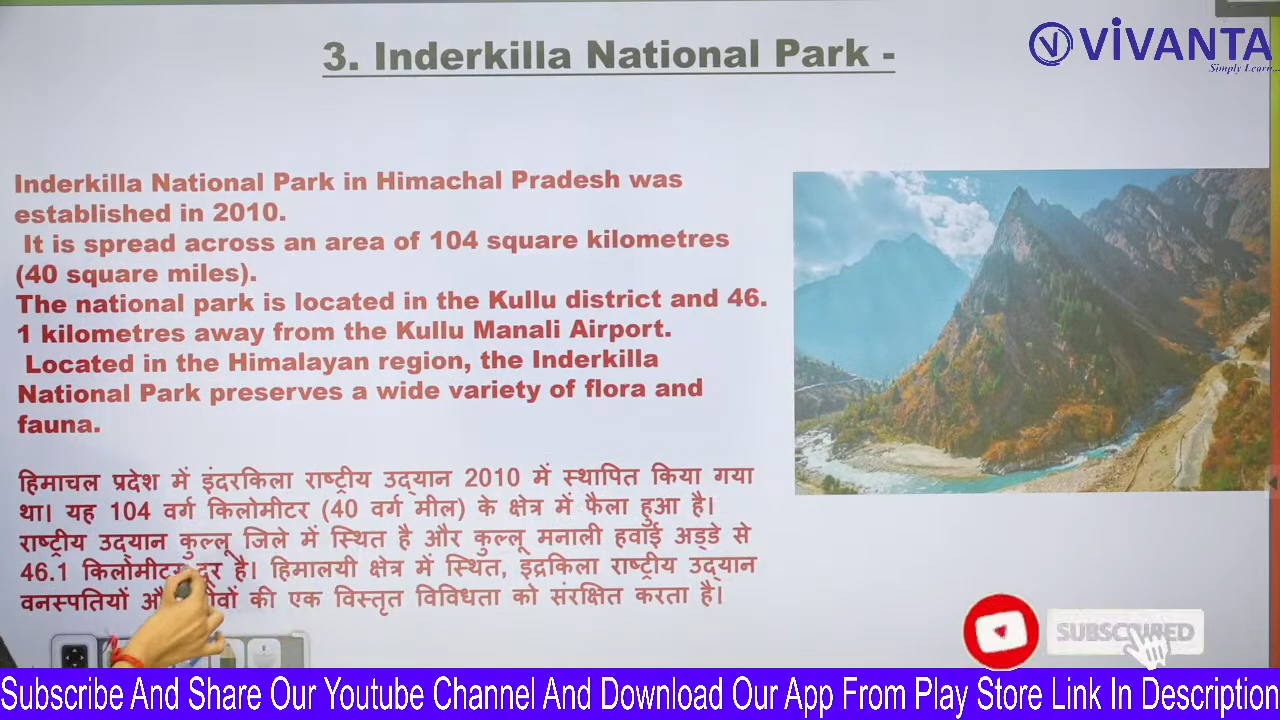 3. Inderkilla National Park -
VIVANTA
Simply Learn...
Inderkilla National Park in Himachal Pradesh was
established in 2010.
It is spread across an area of 104 square kilometres
(40 square miles).
The national park is located in the Kullu district and 46.
1 kilometres away from the Kullu Manali Airport.
Located in the Himalayan region, the Inderkilla
National Park preserves a wide variety of flora and
fauna.
हिमाचल प्रदेश में इंदरकिला राष्ट्रीय उद्यान 2010 में स्थापित किया गया
था। यह 104 वर्ग किलोमीटर (40 वर्ग मील) के क्षेत्र में फैला हुआ है।
राष्ट्रीय उद्यान कुल्लू जिले में स्थित है और कुल्लू मनाली हवाई अड्डे से
46.1 किलोमीटर दूर है। हिमालयी क्षेत्र में स्थित, इद्रकिला राष्ट्रीय उद्यान
वनस्पतियों की एक विस्तृत विविधता को संरक्षित करता है।
SUBSCRIBED
Subscribe And Share Our Youtube Channel And Download Our App From Play Store Link In Description